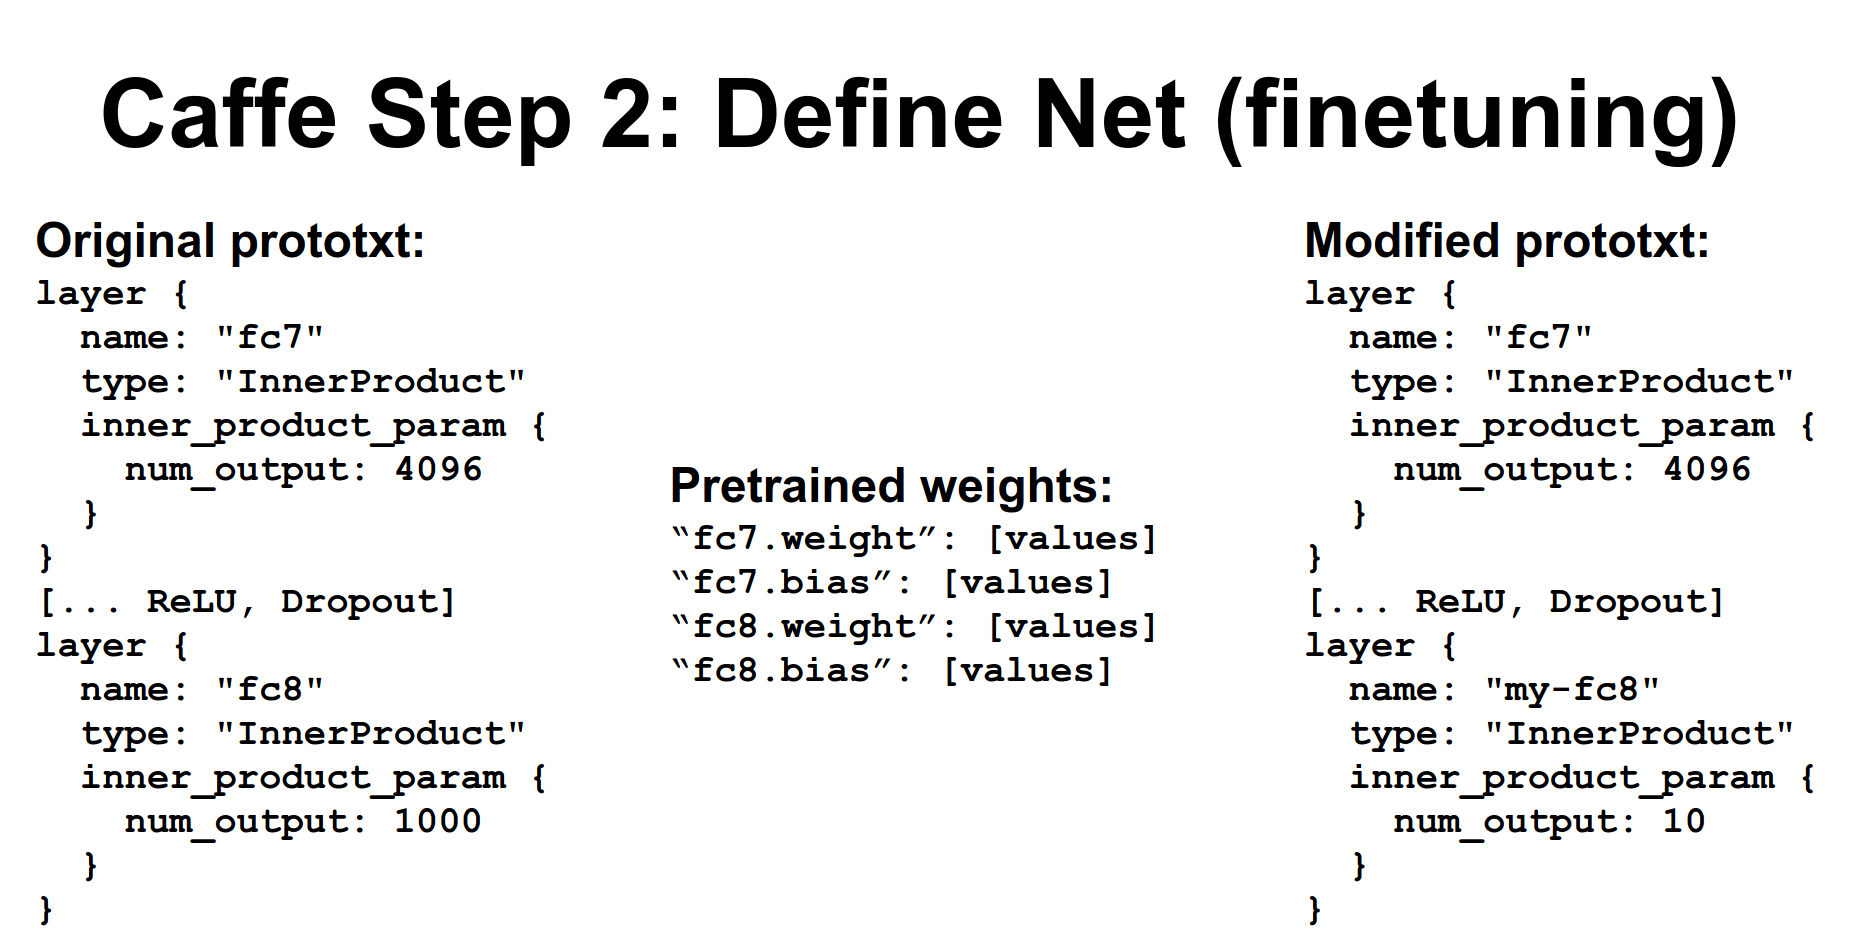 Caffe Step 2: Define Net (finetuning)
Original prototxt:
layer {
  name: "fc7"
  type: "InnerProduct"
  inner_product_param {
    num_output: 4096
  }
}
[... ReLU, Dropout]
layer {
  name: "fc8"
  type: "InnerProduct"
  inner_product_param {
    num_output: 1000
  }
}
Pretrained weights:
“fc7.weight”: [values]
“fc7.bias”: [values]
“fc8.weight”: [values]
“fc8.bias”: [values]
Modified prototxt:
layer {
  name: "fc7"
  type: "InnerProduct"
  inner_product_param {
    num_output: 4096
  }
}
[... ReLU, Dropout]
layer {
  name: "my-fc8"
  type: "InnerProduct"
  inner_product_param {
    num_output: 10
  }
}